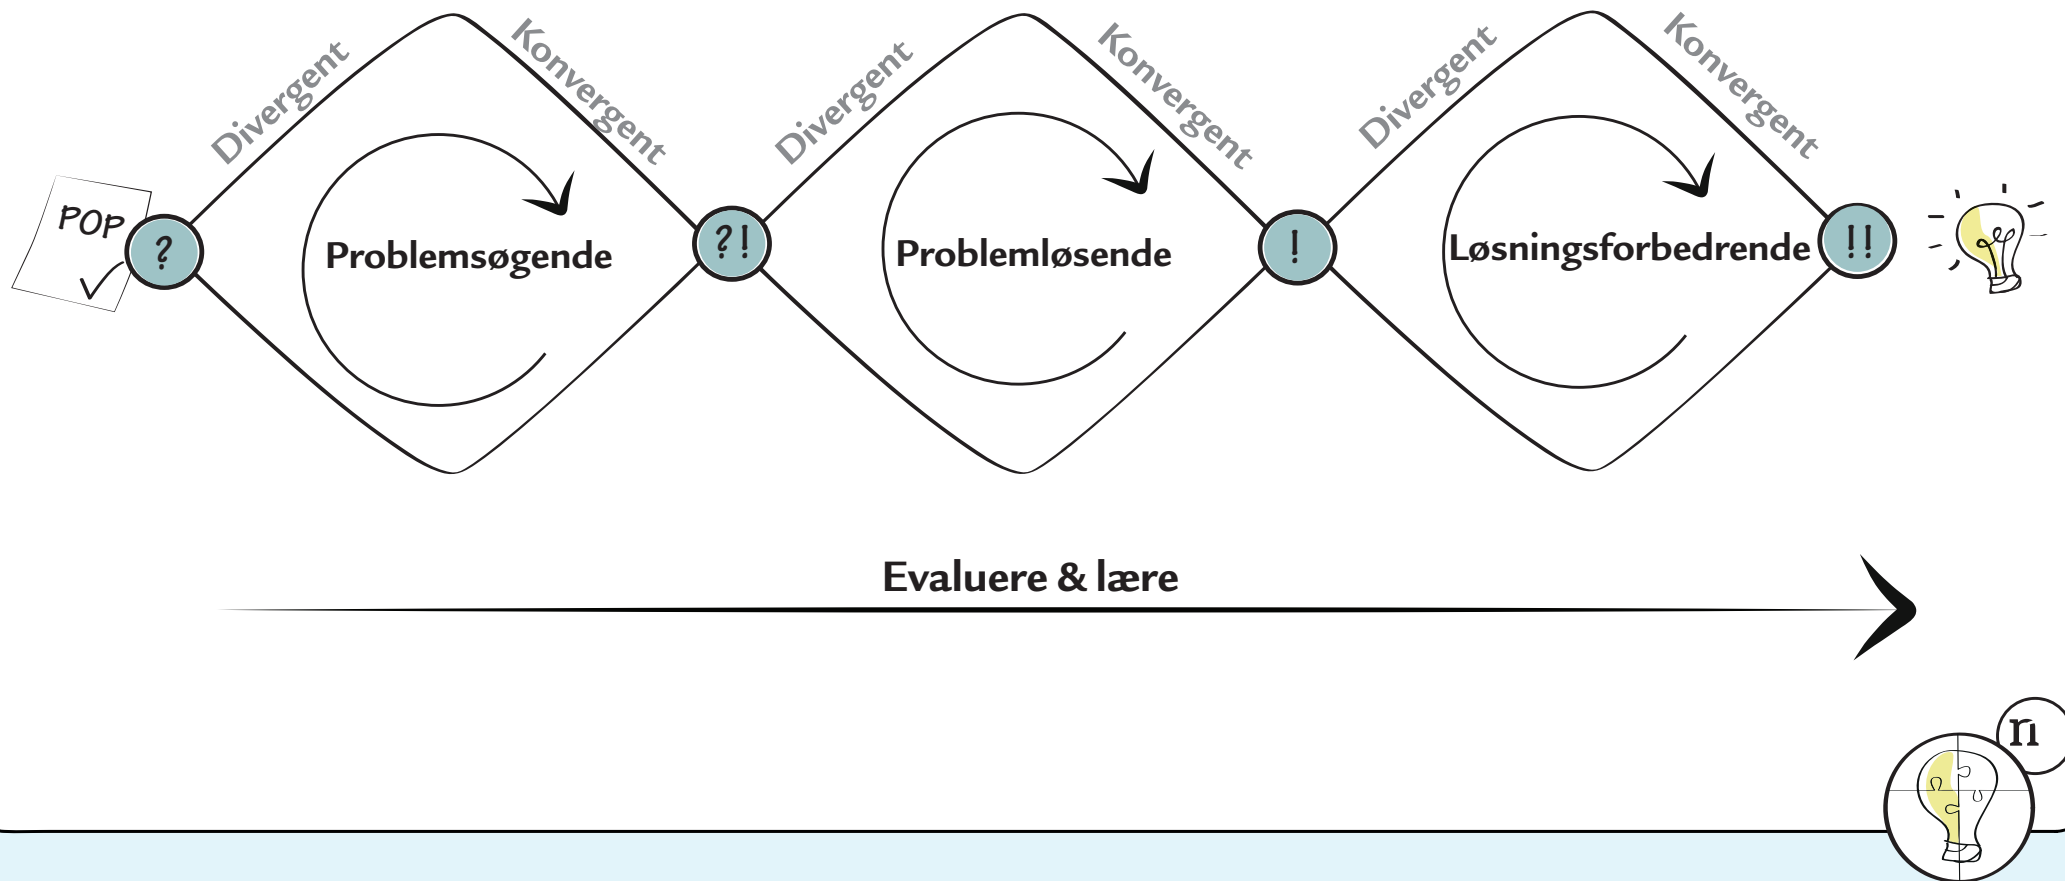 Divergent
Konvergent
Divergent
Konvergent
Divergent
Konvergent
POP
?
Problemsøgende
?!
Problemløsende
!
Løsningsforbedrende
!!
Evaluere & lære
n